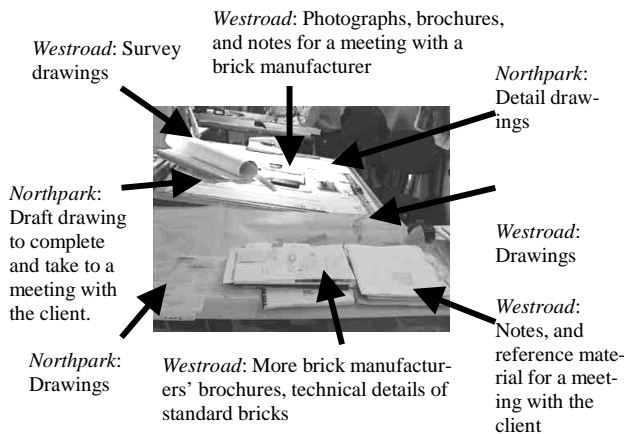 Westroad: Survey
drawings
Westroad: Photographs, brochures,
and notes for a meeting with a
brick manufacturer
Northpark:
Detail draw-
ings
Northpark:
Draft drawing
to complete
and take to a
meeting with
the client.
Westroad:
Drawings
Northpark:
Drawings
Westroad: More brick manufactur-
ers’ brochures, technical details of
standard bricks
Westroad:
Notes, and
reference mate-
rial for a meet-
ing with the
client